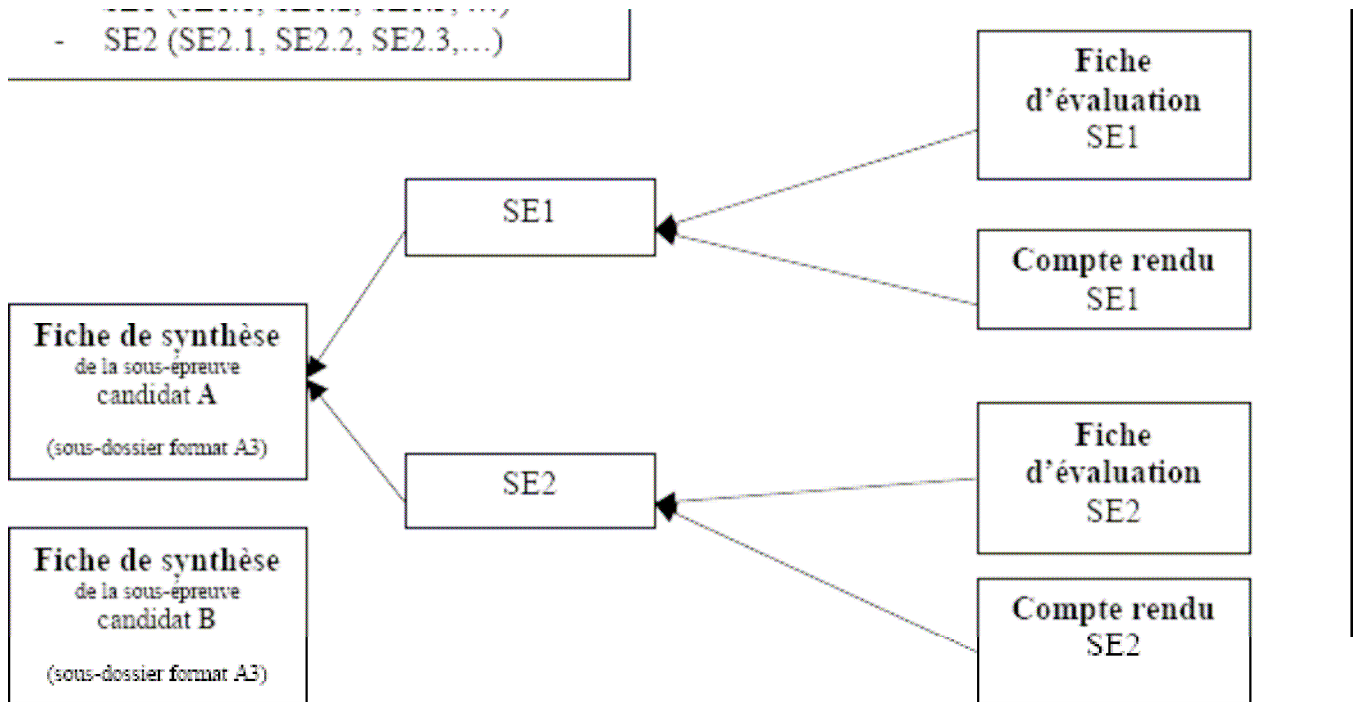 - SE2 (SE2.1, SE2.2, SE2.3,…)
Fiche
d’évaluation
SE1
SE1
Compte rendu
SE1
Fiche de synthèse
de la sous-épreuve
candidat A
(sous-dossier format A3)
SE2
Fiche
d’évaluation
SE2
Fiche de synthèse
de la sous-épreuve
candidat B
(sous-dossier format A3)
Compte rendu
SE2